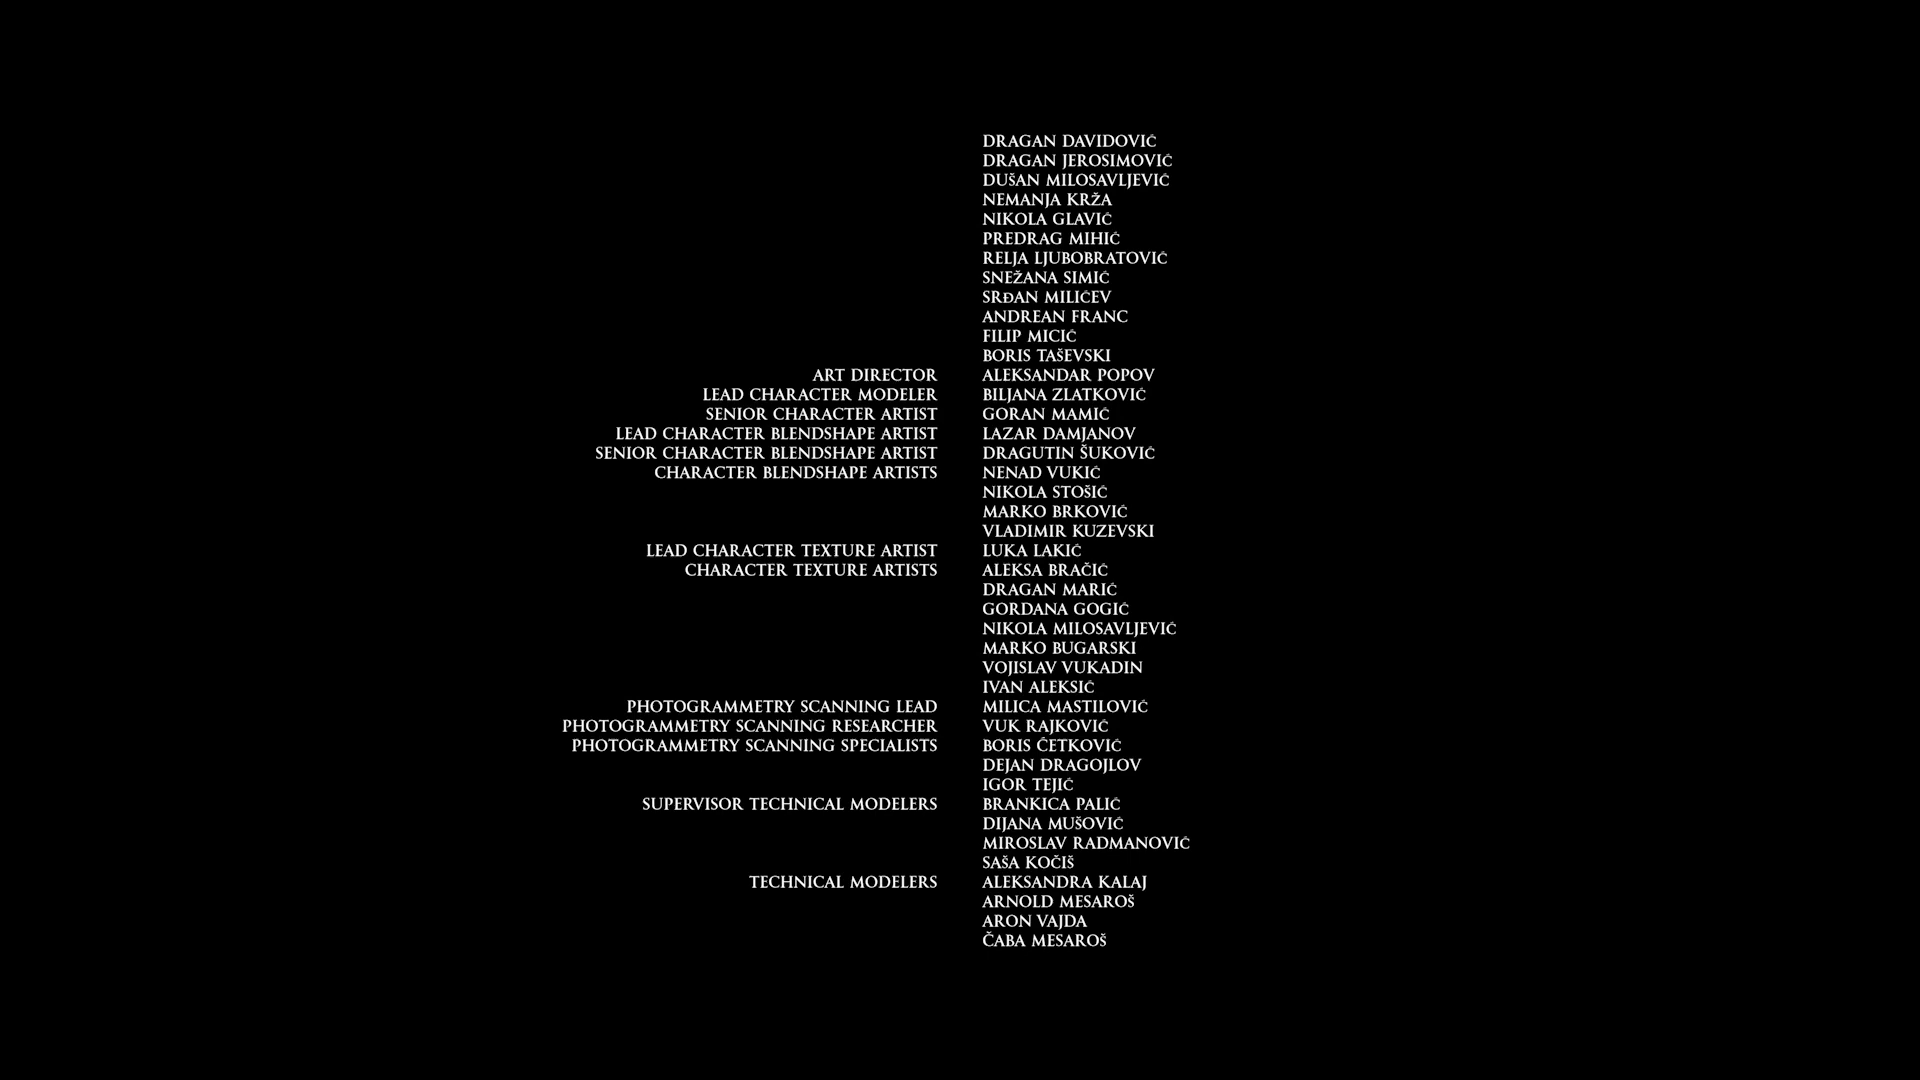 DRAGAN DAVIDOVIĆ
DRAGAN JEROSIMOVIĆ
DUŠAN MILOSAVLJEVIĆ
NEMANJA KRŽA
NIKOLA GLAVIĆ
PREDRAG MIHIĆ
RELJA LJUBOBRATOVIĆ
SNEŽANA SIMIĆ
SRĐAN MILIĆEV
ANDREAN FRANC
FILIP MICIĆ
BORIS TAŠEVSKI
ART DIRECTOR ALEKSANDAR POPOV
LEAD CHARACTER MODELER BILJANA ZLATKOVIĆ
SENIOR CHARACTER ARTIST GORAN MAMIĆ
LEAD CHARACTER BLENDSHAPE ARTIST LAZAR DAMJANOV
SENIOR CHARACTER BLENDSHAPE ARTIST DRAGUTIN ŠUKOVIĆ
CHARACTER BLENDSHAPE ARTISTS NENAD VUKIĆ
NIKOLA STOŠIĆ
MARKO BRKOVIĆ
VLADIMIR KUZEVSKI
LEAD CHARACTER TEXTURE ARTIST LUKA LAKIĆ
CHARACTER TEXTURE ARTISTS ALEKSA BRAČIĆ
DRAGAN MARIĆ
GORDANA GOGIĆ
NIKOLA MILOSAVLJEVIĆ
MARKO BUGARSKI
VOJISLAV VUKADIN
IVAN ALEKSIĆ
PHOTOGRAMMETRY SCANNING LEAD MILICA MASTILOVIĆ
PHOTOGRAMMETRY SCANNING RESEARCHER VUK RAJKOVIĆ
PHOTOGRAMMETRY SCANNING SPECIALISTS BORIS ĆETKOVIĆ
DEJAN DRAGOJLOV
IGOR TEJIĆ
SUPERVISOR TECHNICAL MODELERS BRANKICA PALIĆ
DIJANA MUŠOVIĆ
MIROSLAV RADMANOVIĆ
SAŠA KOČIŠ
TECHNICAL MODELERS ALEKSANDRA KALAJ
ARNOLD MESAROŠ
ARON VAJDA
ČABA MESAROŠ